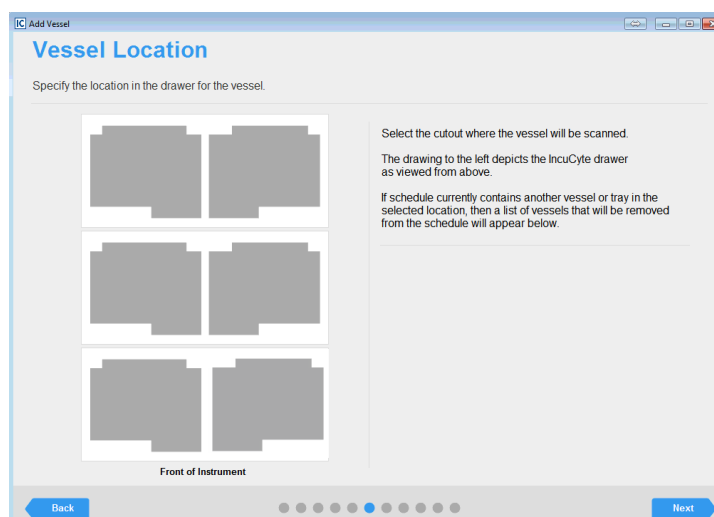 IC Add Vessel
Vessel Location
Specify the location in the drawer for the vessel.
Select the cutout where the vessel will be scanned.
The drawing to the left depicts the IncuCyte drawer
as viewed from above.
If schedule currently contains another vessel or tray in the
selected location, then a list of vessels that will be removed
from the schedule will appear below.
Front of Instrument
Back
Next